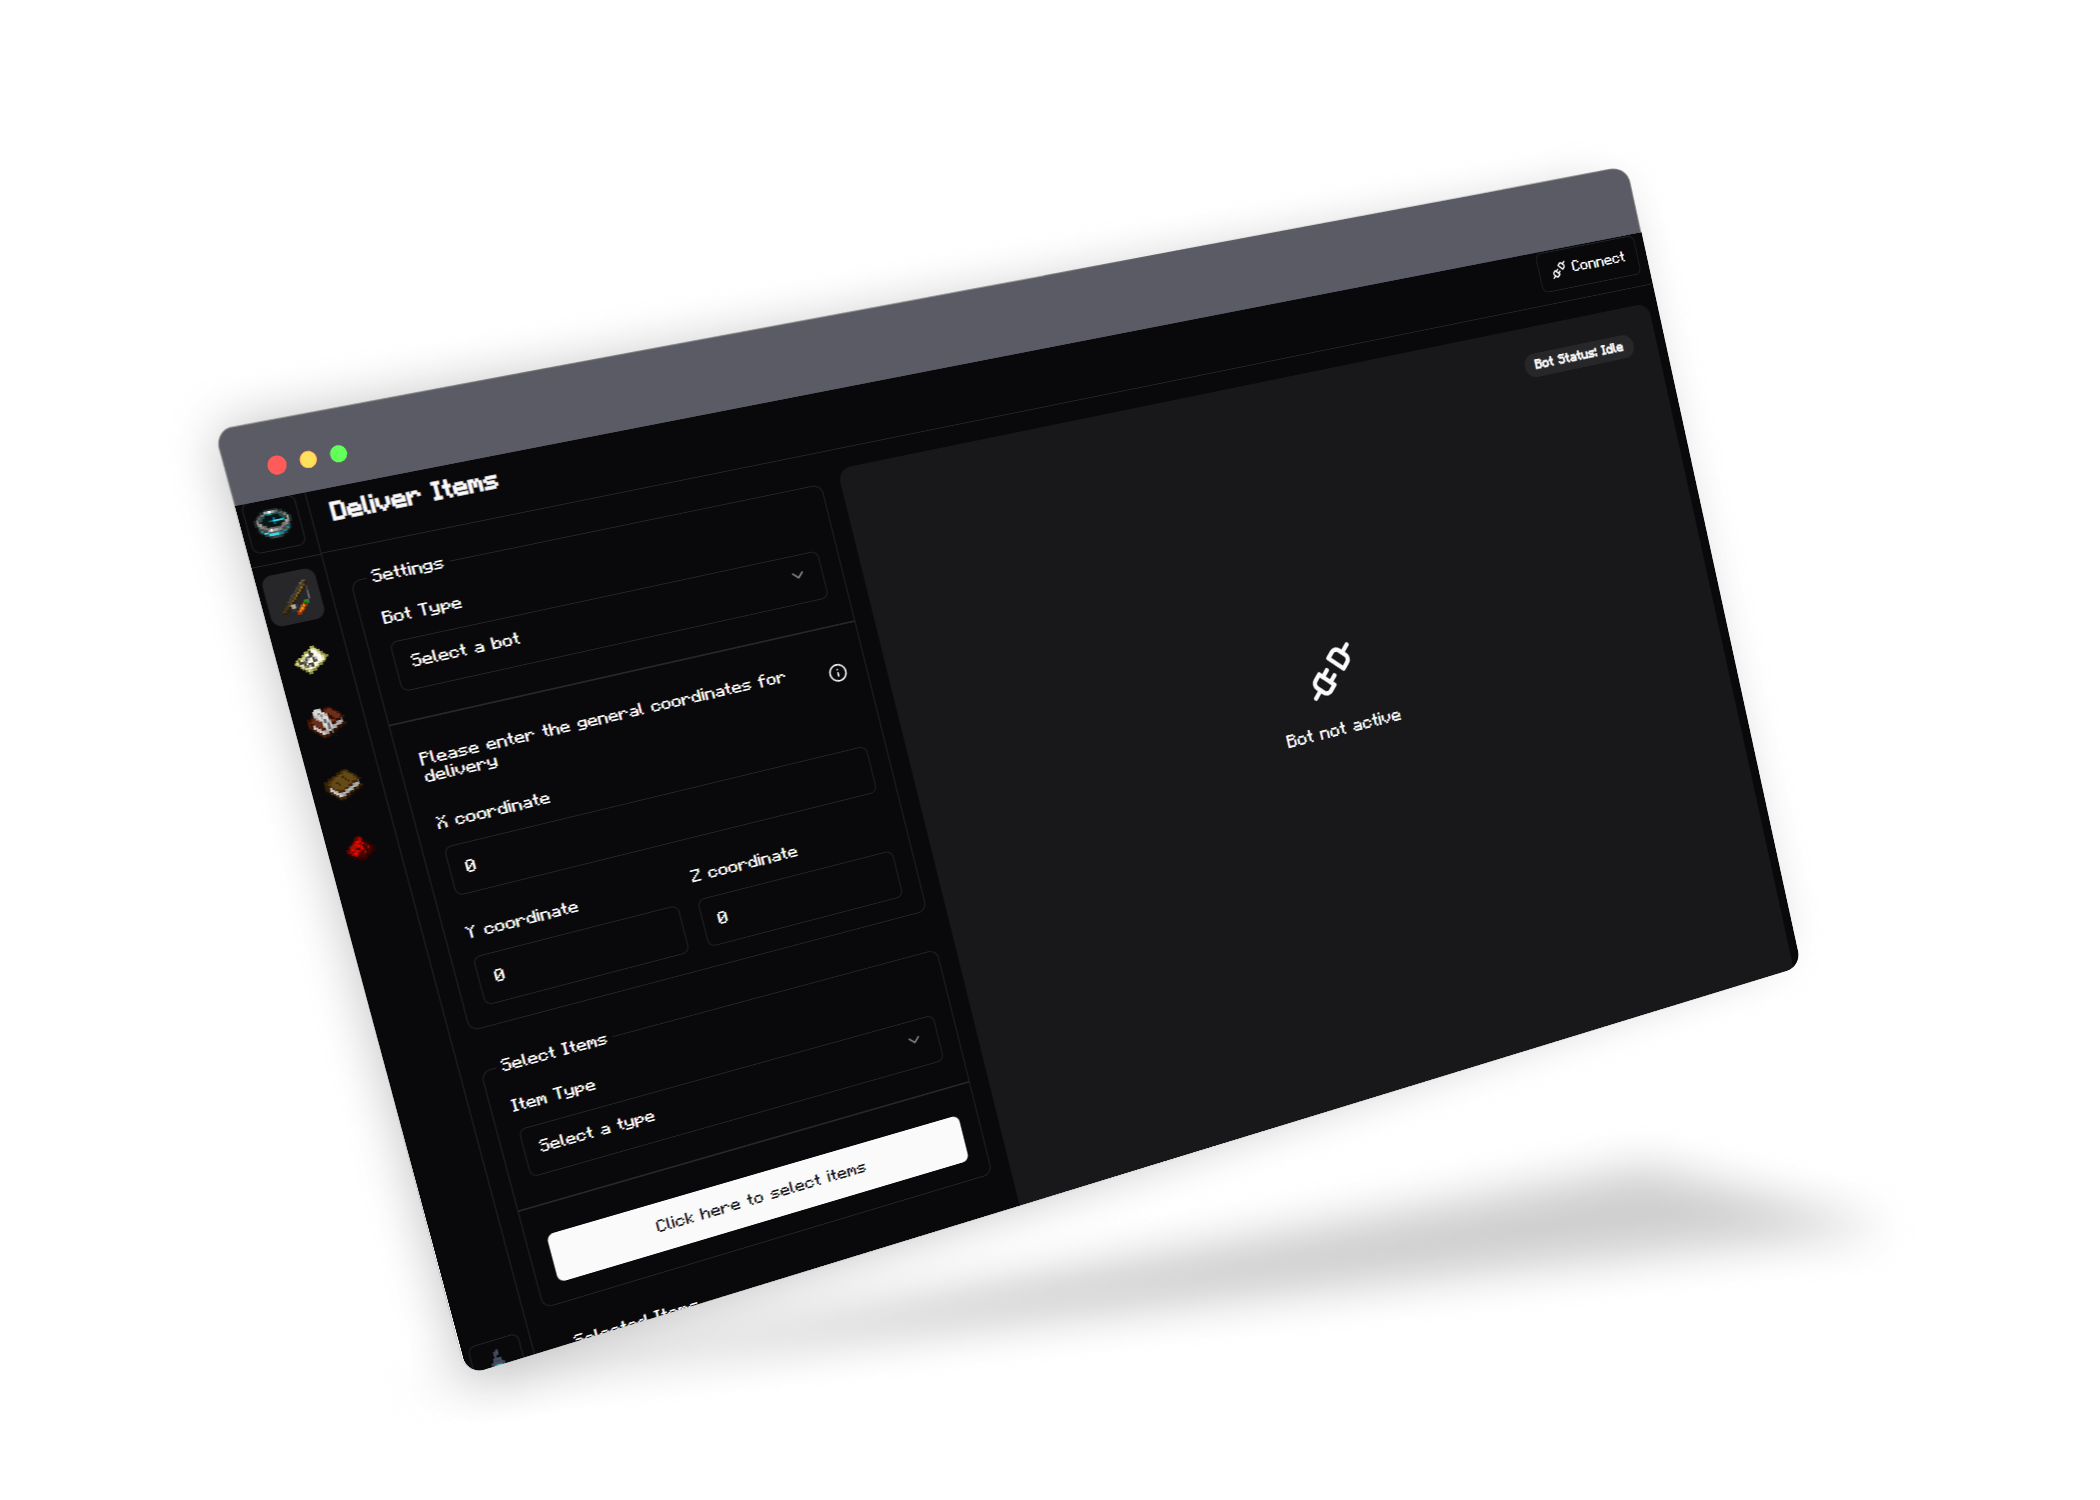 Connect
Deliver Items
Bot Status: Idle
Settings
Bot Type
Select a bot
Please enter the general coordinates for
delivery
X coordinate
0
Y coordinate
Z coordinate
0
0
Select Items
Item Type
Select a type
Click here to select items
Selected Items
Bot not active